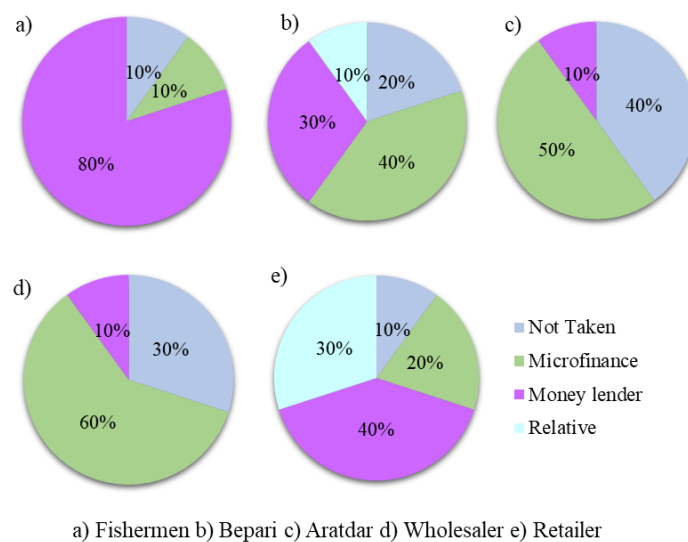 a)
10%
10%
80%
b)
10%
20%
30%
40%
c)
10%
40%
50%
d)
10%
30%
60%
e)
10%
30%
20%
40%
Not Taken
Microfinance
Money lender
Relative
a) Fishermen b) Bepari c) Aratdar d) Wholesaler e) Retailer